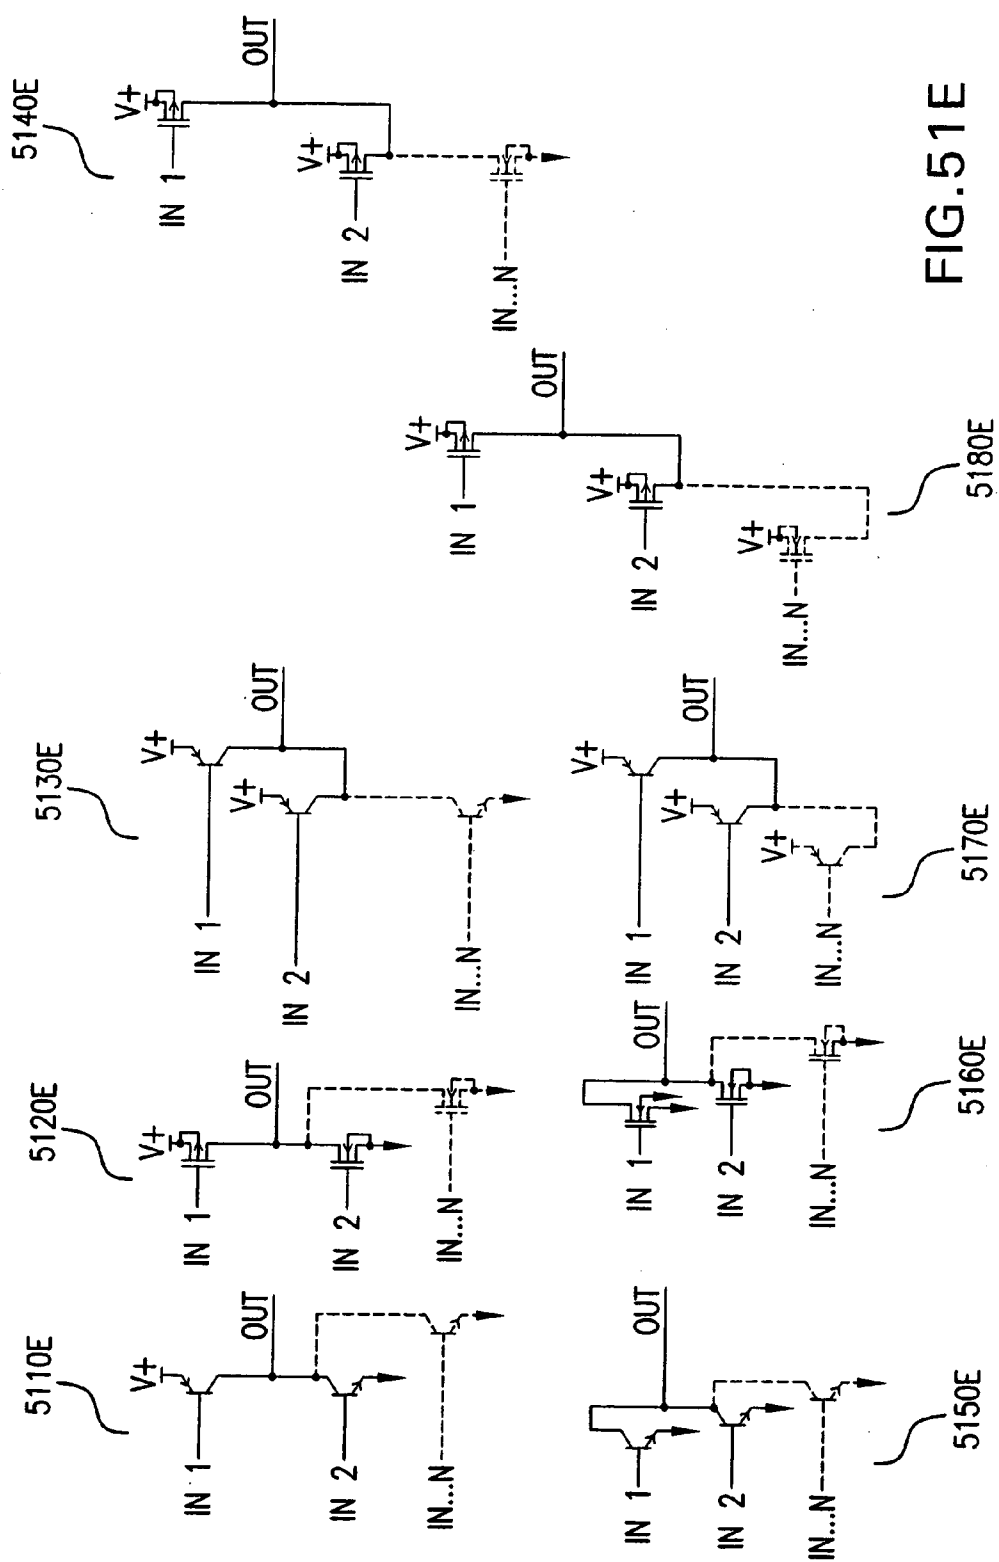 5110E
V+
IN 1
OUT
IN 2
IN...N
5120E
V+
IN 1
OUT
IN 2
IN...N
5130E
V+
IN 1
OUT
V+
IN 2
IN...N
5140E
V+
IN 1
OUT
V+
IN 2
IN...N
IN 1
OUT
IN 2
IN...N
5150E
IN 1
OUT
IN 2
IN...N
5160E
V+
IN 1
OUT
V+
IN 2
V+
IN...N
5170E
V+
IN 1
OUT
V+
IN 2
V+
IN...N
5180E
FIG.51E